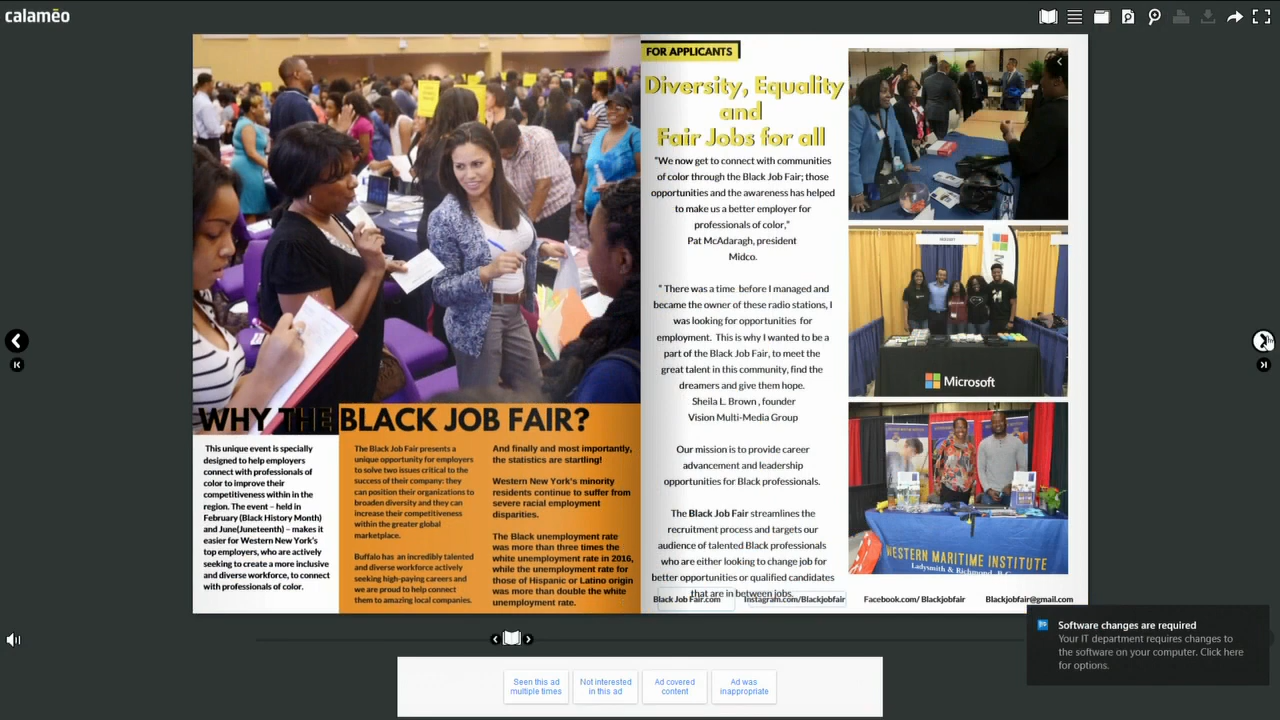 calaméo
WHY THE BLACK JOB FAIR?
This unique event is specially
designed to help employers
connect with professionals of
color to improve their
competitiveness within in the
region. The event – held in
February (Black History Month)
and June(Juneteenth) – makes it
easier for Western New York's
top employers, who are actively
seeking to create a more inclusive
and diverse workforce, to connect
with professionals of color.
The Black Job Fair presents a
unique opportunity for employers
to solve two issues critical to the
success of their company: they
can position their organizations to
broaden diversity and they can
increase their competitiveness
within the greater global
marketplace.
Buffalo has an incredibly talented
and diverse workforce actively
seeking high-paying careers and
we are proud to help connect
them to amazing local companies.
And finally and most importantly,
the statistics are startling!
Western New York's minority
residents continue to suffer from
severe racial employment
disparities.
The Black unemployment rate
was more than three times the
white unemployment rate in 2016,
while the unemployment rate for
those of Hispanic or Latino origin
was more than double the white
unemployment rate.
FOR APPLICANTS
Diversity, Equality
and
Fair Jobs for all
"We now get to connect with communities
of color through the Black Job Fair; those
opportunities and the awareness has helped
to make us a better employer for
professionals of color,"
Pat McAdaragh, president
Midco.
" There was a time before I managed and
became the owner of these radio stations, I
was looking for opportunities for
employment. This is why I wanted to be a
part of the Black Job Fair, to meet the
great talent in this community, find the
dreamers and give them hope.
Sheila L. Brown , founder
Vision Multi-Media Group
Our mission is to provide career
advancement and leadership
opportunities for Black professionals.
The Black Job Fair streamlines the
recruitment process and targets our
audience of talented Black professionals
who are either looking to change job for
better opportunities or qualified candidates
that are in between jobs.
Black Job Fair.com
Instagram.com/Blackjobfair
Facebook.com/ Blackjobfair
Blackjobfair@gmail.com
Microsoft
WESTERN MARITIME INSTITUTE
Ladysmith & Richmond, B.C.
Software changes are required
Your IT department requires changes to
the software on your computer. Click here
for options.
Seen this ad
multiple times
Not interested
in this ad
Ad covered
content
Ad was
inappropriate